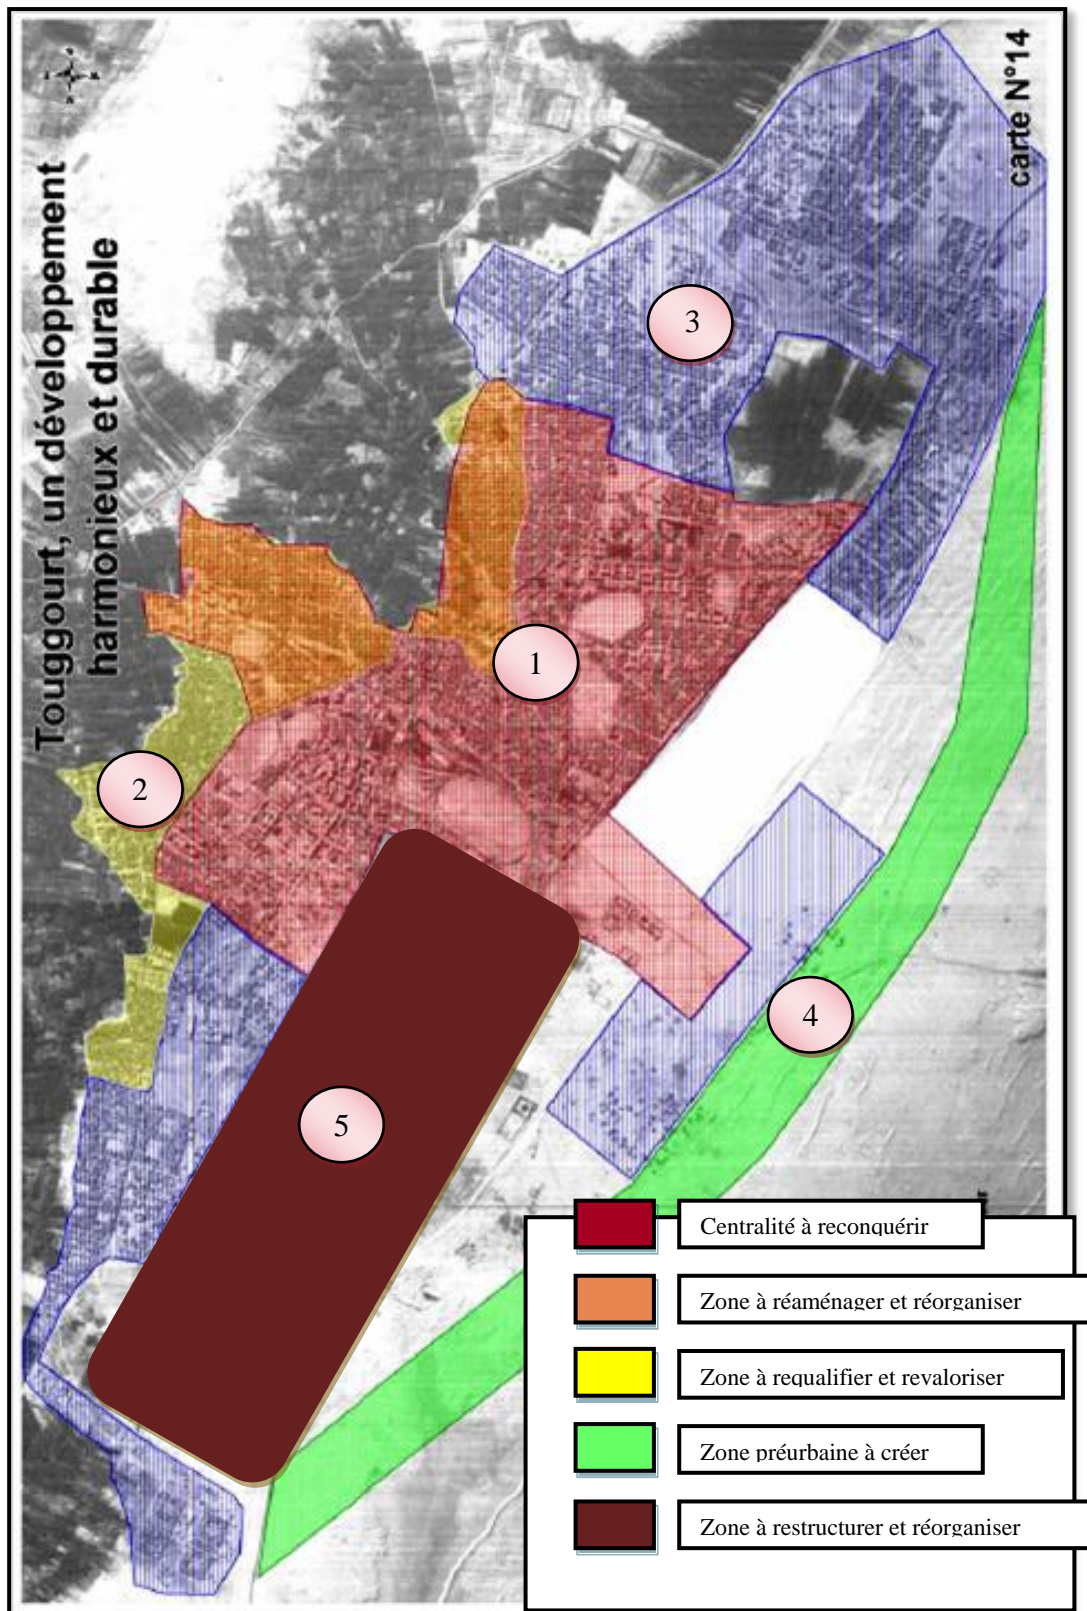 Touggourt, un développement
harmonieux et durable
carte N°14
3
1
2
4
5
Centralité à reconquérir
Zone à réaménager et réorganiser
Zone à requalifier et revaloriser
Zone préurbaine à créer
Zone à restructurer et réorganiser